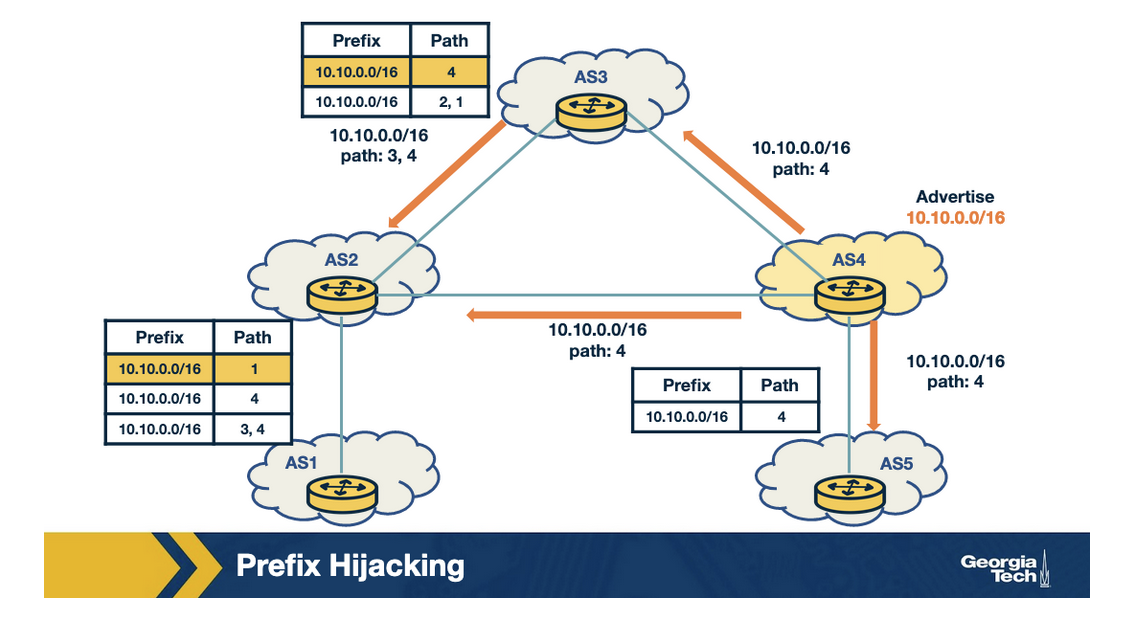 Prefix Path
10.10.0.0/16 4
10.10.0.0/16 2, 1
AS3
10.10.0.0/16
path: 3, 4
10.10.0.0/16
path: 4
Advertise
10.10.0.0/16
AS2
AS4
10.10.0.0/16
path: 4
Prefix Path
10.10.0.0/16 1
10.10.0.0/16 4
10.10.0.0/16 3, 4
Prefix Path
10.10.0.0/16 4
10.10.0.0/16
path: 4
AS1
AS5
Prefix Hijacking
Georgia
Tech